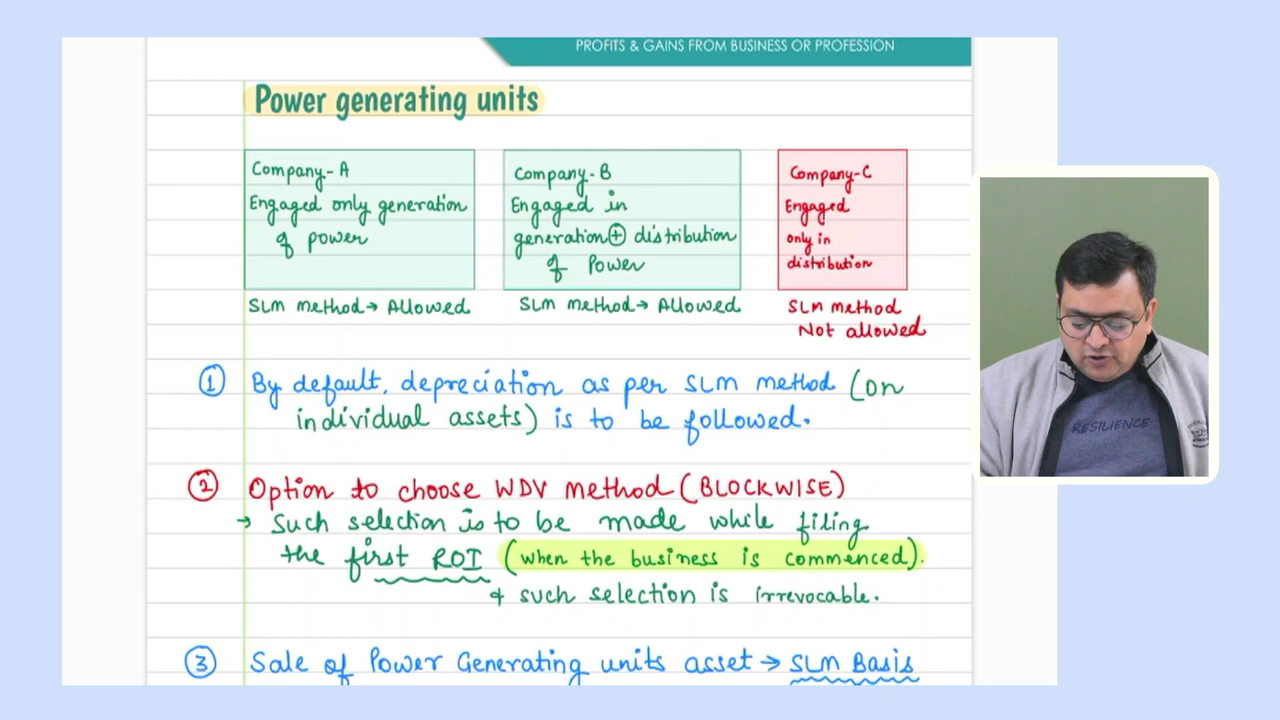 PROFITS & GAINS FROM BUSINESS OR PROFESSION
Power generating units
Company-A
Engaged only generation
of power
SLM method → Allowed
Company-B
Engaged in
generation ⊕ distribution
of Power
SLM method → Allowed
Company-C
Engaged
only in
distribution
SLM method
Not allowed
① By default, depreciation as per SLM method (on
individual assets) is to be followed.
② Option to choose WDV method (BLOCKWISE)
→ Such selection is to be made while filing
the first ROI (when the business is commenced).
+ such selection is irrevocable.
③ Sale of Power Generating units asset → SLM Basis
RESILIENCE